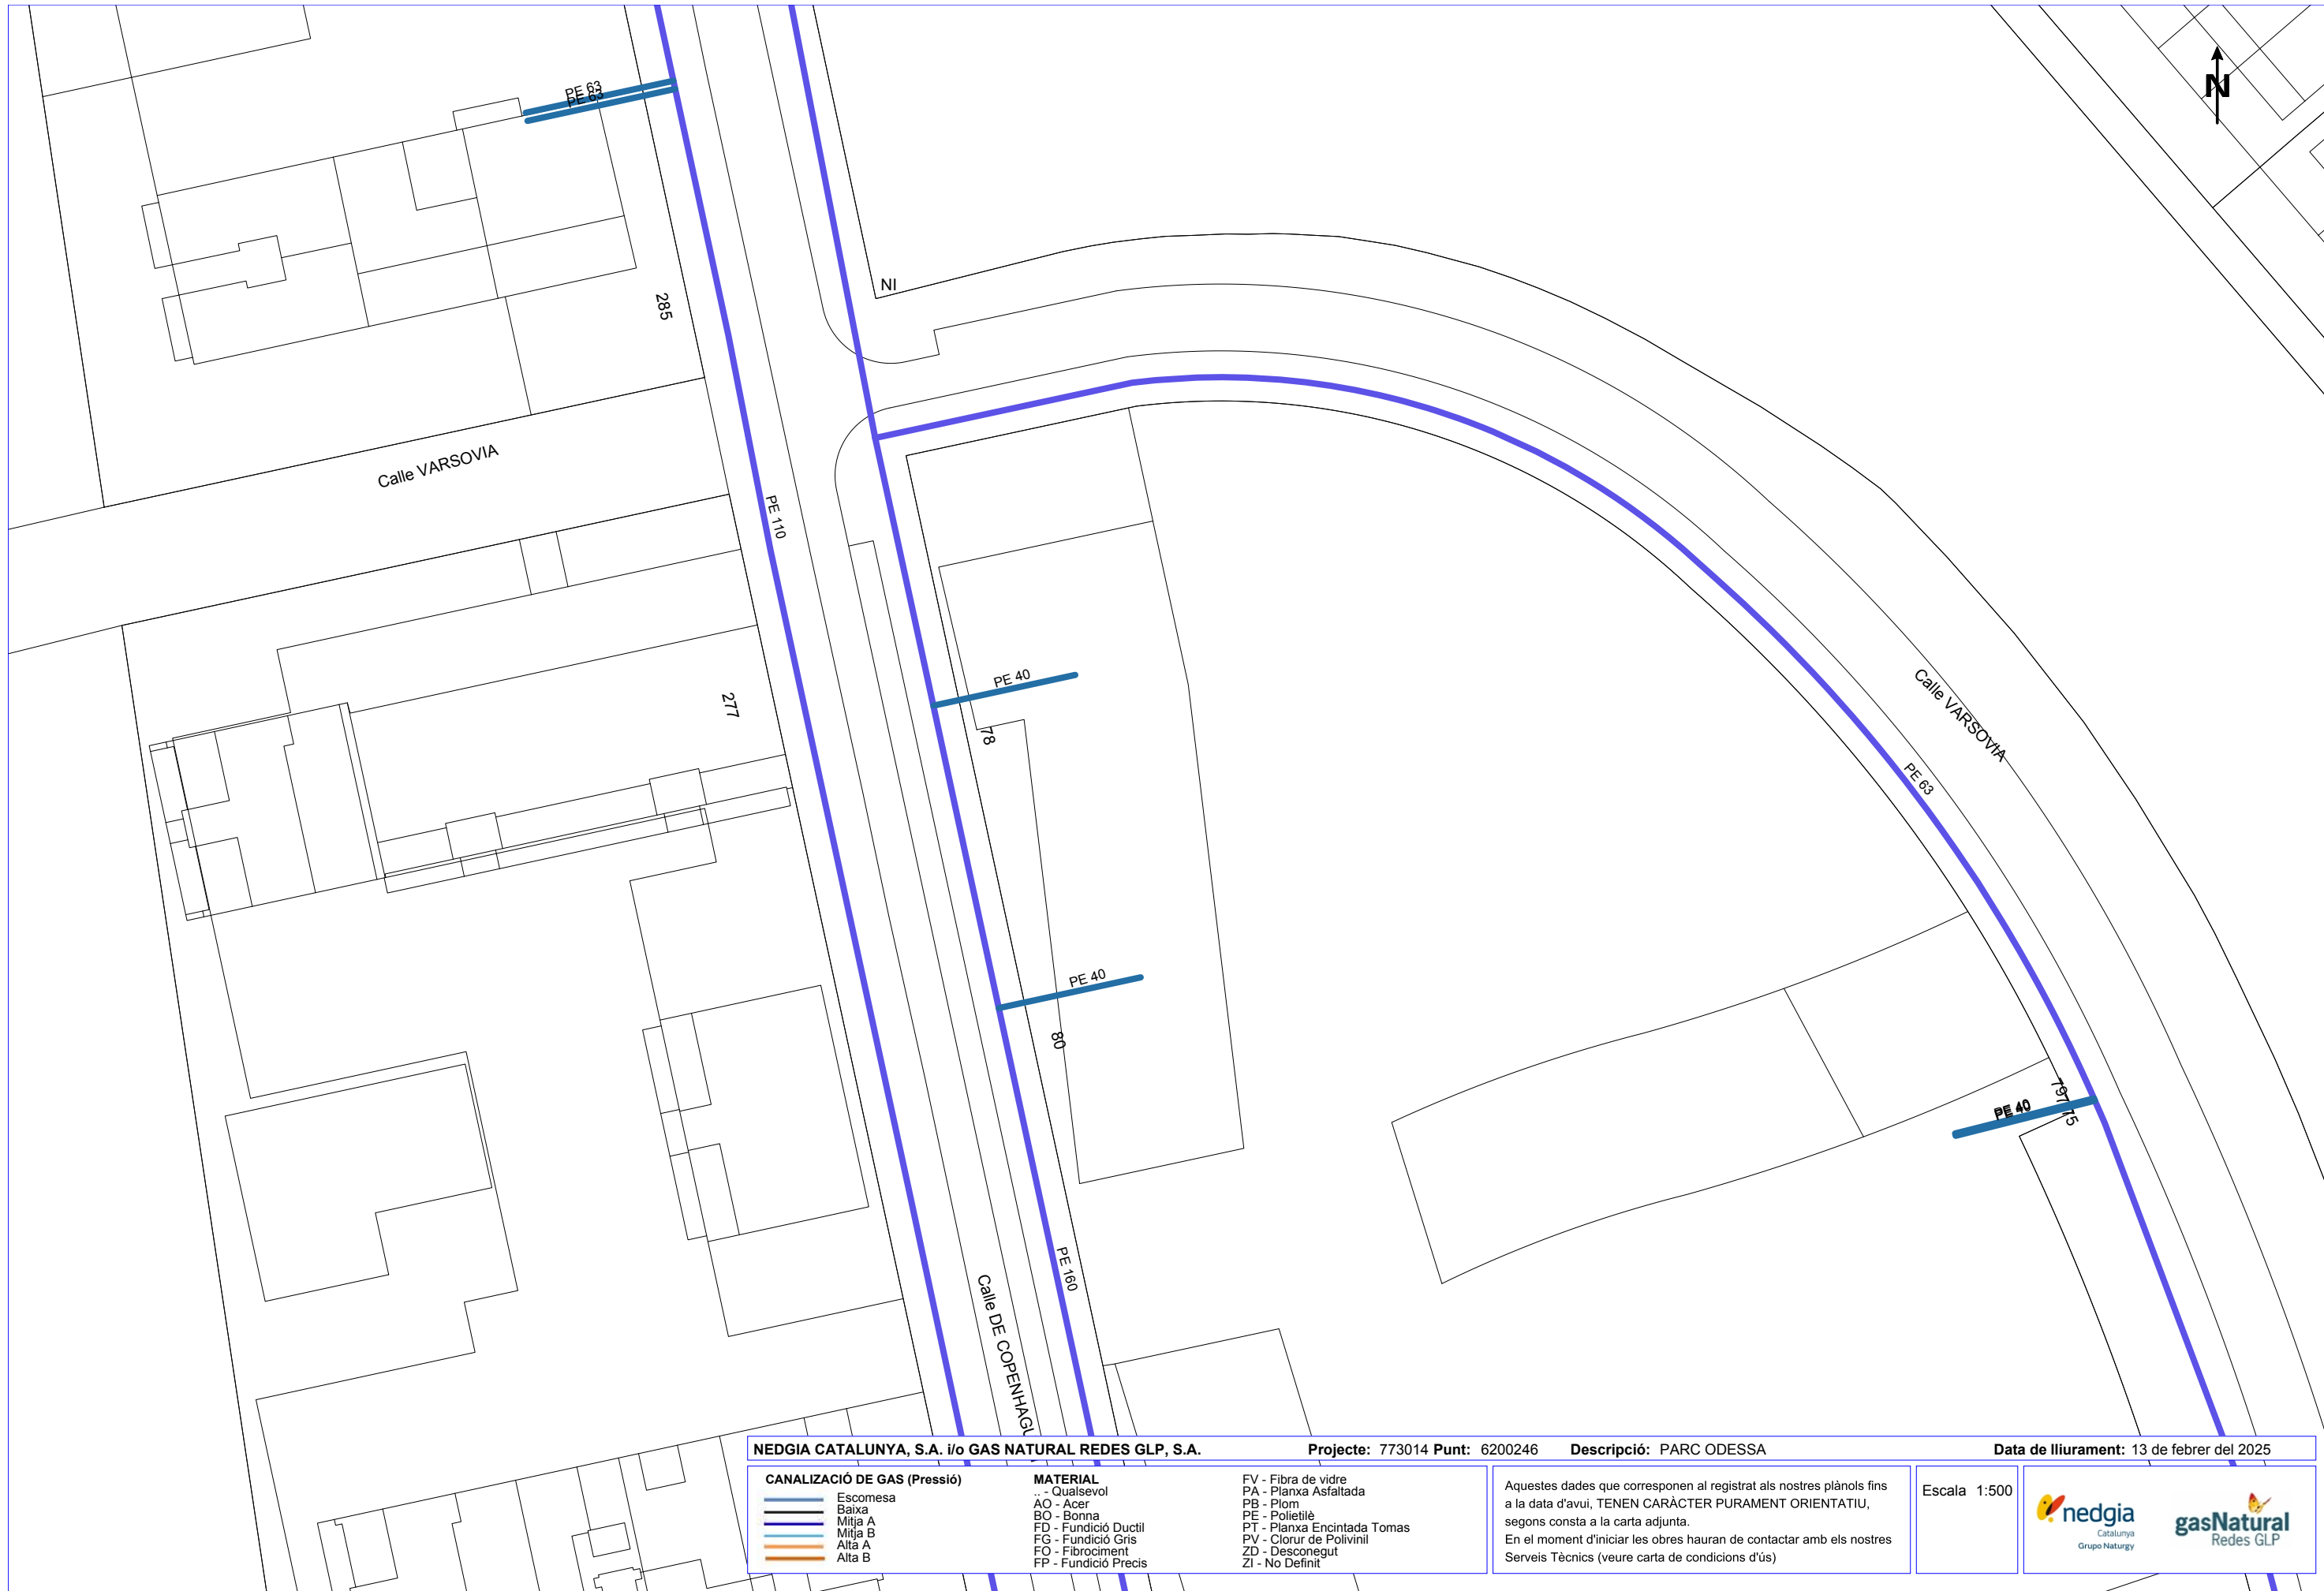 PE 63
PE 63
N
NI
285
Calle VARSOVIA
PE 110
PE 40
277
78
Calle VARSOVIA
PE 63
PE 40
80
797775
PE 40
PE 40
PE 160
Calle DE COPENHAGU
NEDGIA CATALUNYA, S.A. i/o GAS NATURAL REDES GLP, S.A. Projecte: 773014 Punt: 6200246 Descripció: PARC ODESSA Data de lliurament: 13 de febrer del 2025
CANALIZACIÓ DE GAS (Pressió)
Escomesa
Baixa
Mitja A
Mitja B
Alta A
Alta B
MATERIAL
.. - Qualsevol
AO - Acer
BO - Bonna
FD - Fundició Ductil
FG - Fundició Gris
FO - Fibrociment
FP - Fundició Precis
FV - Fibra de vidre
PA - Planxa Asfaltada
PB - Plom
PE - Polietilè
PT - Planxa Encintada Tomas
PV - Clorur de Polivinil
ZD - Desconegut
ZI - No Definit
Aquestes dades que corresponen al registrat als nostres plànols fins
a la data d'avui, TENEN CARÀCTER PURAMENT ORIENTATIU,
segons consta a la carta adjunta.
En el moment d'iniciar les obres hauran de contactar amb els nostres
Serveis Tècnics (veure carta de condicions d'ús)
Escala 1:500
nedgia
Catalunya
Grupo Naturgy
gasNatural
Redes GLP